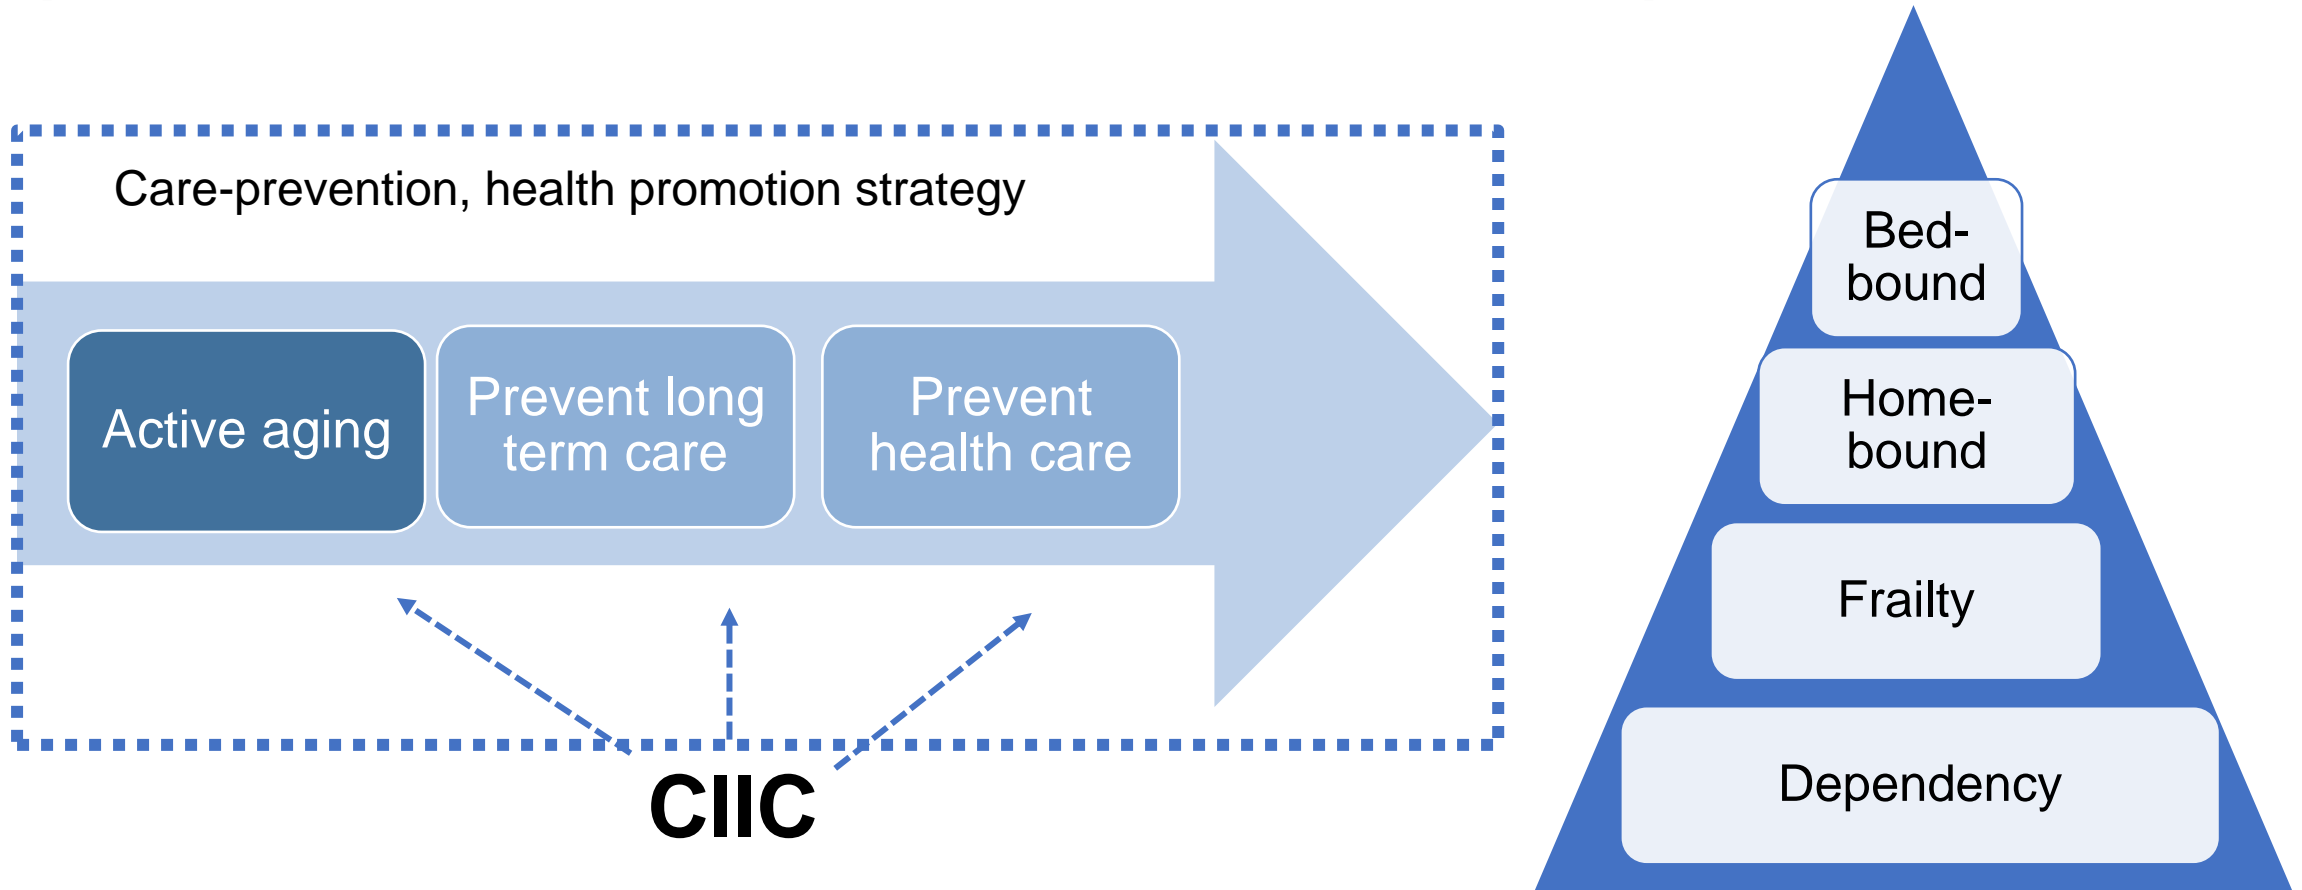 Care-prevention, health promotion strategy
Active aging
Prevent long
term care
Prevent
health care
CIIC
Bed-
bound
Home-
bound
Frailty
Dependency